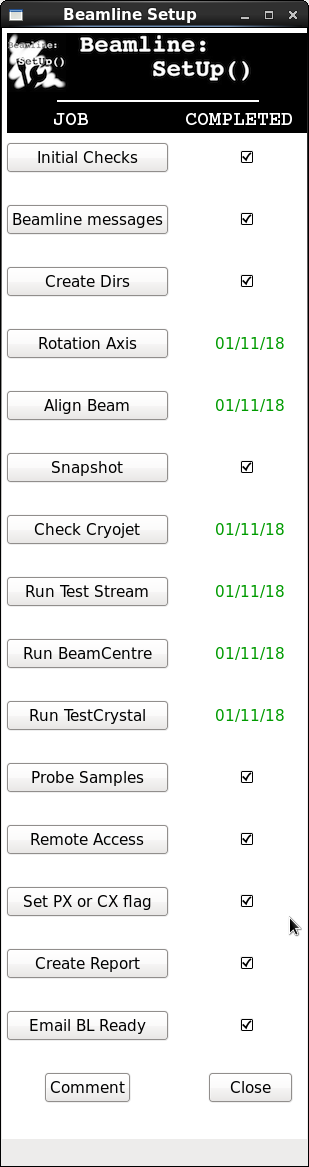 Beamline Setup
Beamline:
SetUp()
Beamline:
SetUp()
JOB COMPLETED
Initial Checks
Beamline messages
Create Dirs
Rotation Axis 01/11/18
Align Beam 01/11/18
Snapshot
Check Cryojet 01/11/18
Run Test Stream 01/11/18
Run BeamCentre 01/11/18
Run TestCrystal 01/11/18
Probe Samples
Remote Access
Set PX or CX flag
Create Report
Email BL Ready
Comment Close